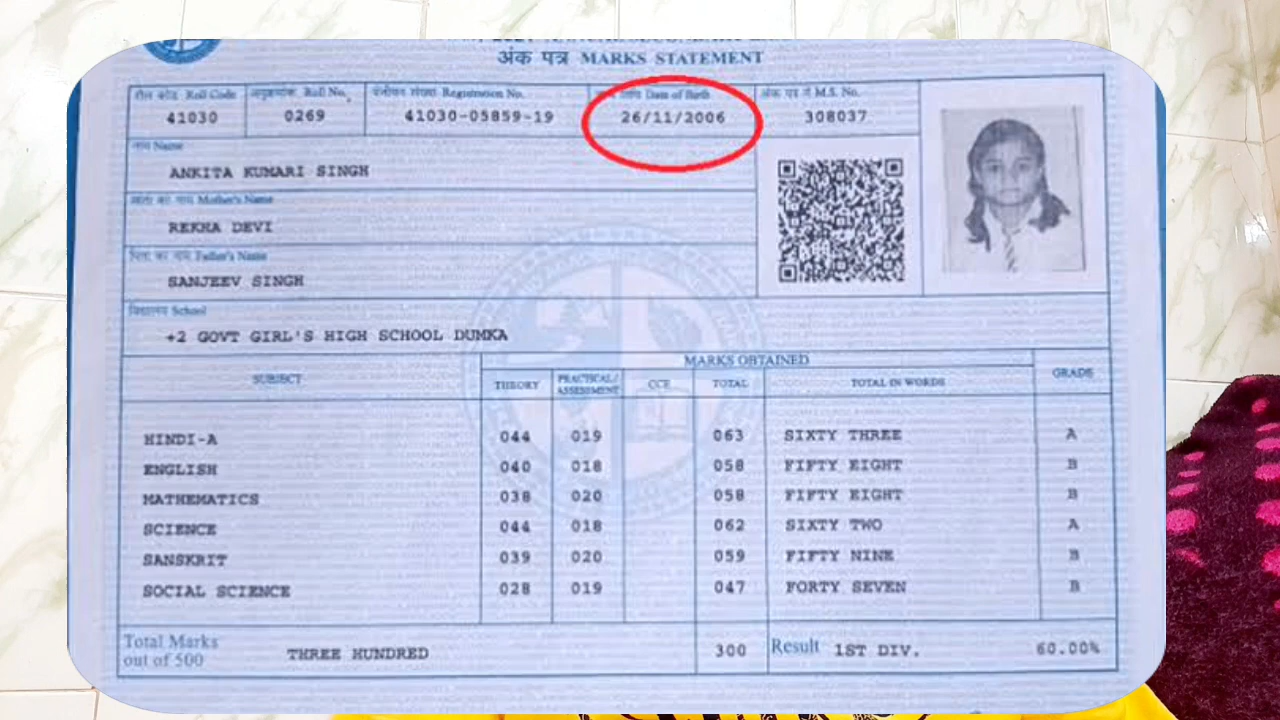 अंक पत्र MARKS STATEMENT
रौल कोड Roll Code अनुक्रमांक Roll No. पंजीयन संख्या Registration No. Date of Birth अंक पत्र सं M.S. No.
41030 0269 41030-05859-19 26/11/2006 308037
नाम Name
ANKITA KUMARI SINGH
माता का नाम Mother's Name
REKHA DEVI
पिता का नाम Father's Name
SANJEEV SINGH
विद्यालय School
+2 GOVT GIRL'S HIGH SCHOOL DUMKA
MARKS OBTAINED
SUBJECT THEORY PRACTICAL/ ASSESSMENT CCE TOTAL TOTAL IN WORDS GRADE
HINDI-A 044 019 063 SIXTY THREE A
ENGLISH 040 018 058 FIFTY EIGHT B
MATHEMATICS 038 020 058 FIFTY EIGHT B
SCIENCE 044 018 062 SIXTY TWO A
SANSKRIT 039 020 059 FIFTY NINE B
SOCIAL SCIENCE 028 019 047 FORTY SEVEN B
Total Marks
out of 500 THREE HUNDRED 300 Result 1ST DIV. 60.00%